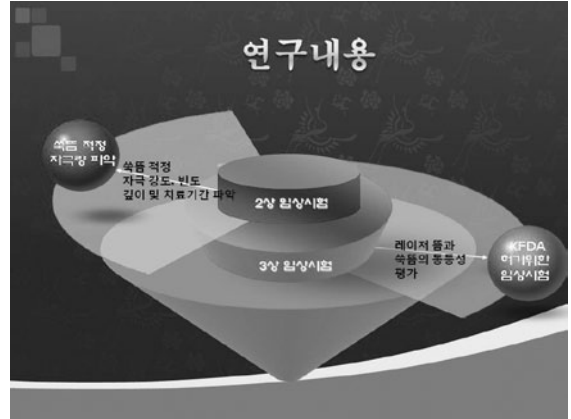 연구내용
쑥뜸 적정
자극량 파악
쑥뜸 적정
자극 강도, 빈도
깊이 및 치료기간 파악
2상 임상시험
3상 임상시험
레이저 뜸과
쑥뜸의 동등성
평가
KFDA
허가위한
임상시험